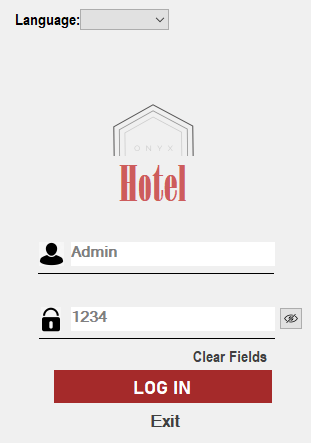 Language:
ONYX
Hotel
Admin
1234
Clear Fields
LOG IN
Exit